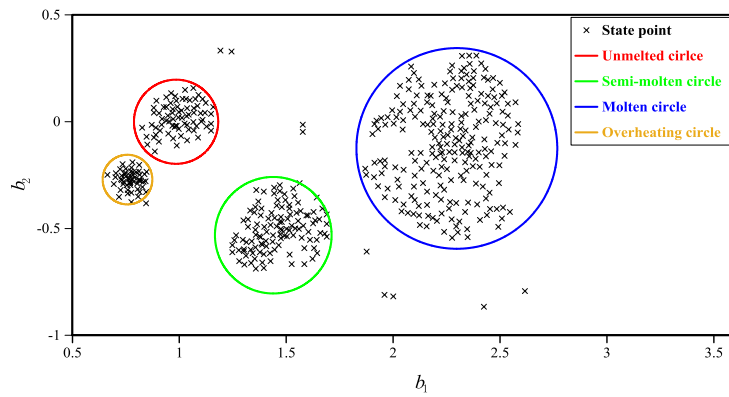 0.5
State point
Unmelted cirlce
Semi-molten circle
Molten circle
Overheating circle
0
b2
-0.5
-1
0.5 1 1.5 2 2.5 3 3.5
b1